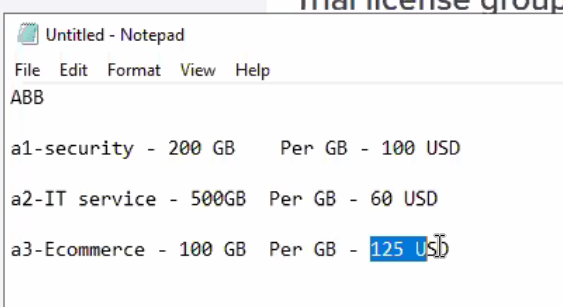 Untitled - Notepad
File Edit Format View Help
ABB
a1-security - 200 GB Per GB - 100 USD
a2-IT service - 500GB Per GB - 60 USD
a3-Ecommerce - 100 GB Per GB - 125 USD